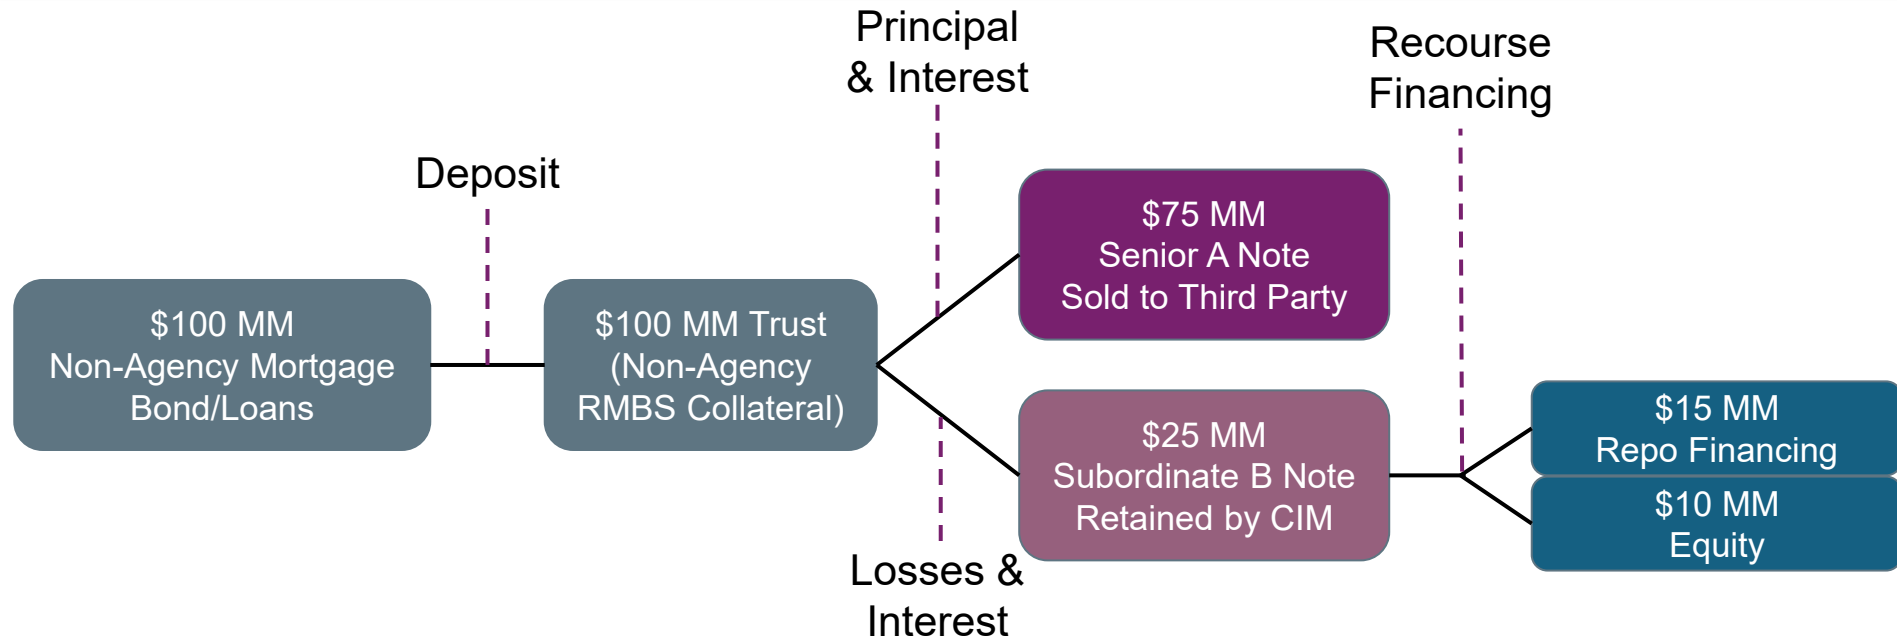 Deposit
$100 MM
Non-Agency Mortgage
Bond/Loans
$100 MM Trust
(Non-Agency
RMBS Collateral)
Principal
& Interest
Losses &
Interest
$75 MM
Senior A Note
Sold to Third Party
$25 MM
Subordinate B Note
Retained by CIM
Recourse
Financing
$15 MM
Repo Financing
$10 MM
Equity